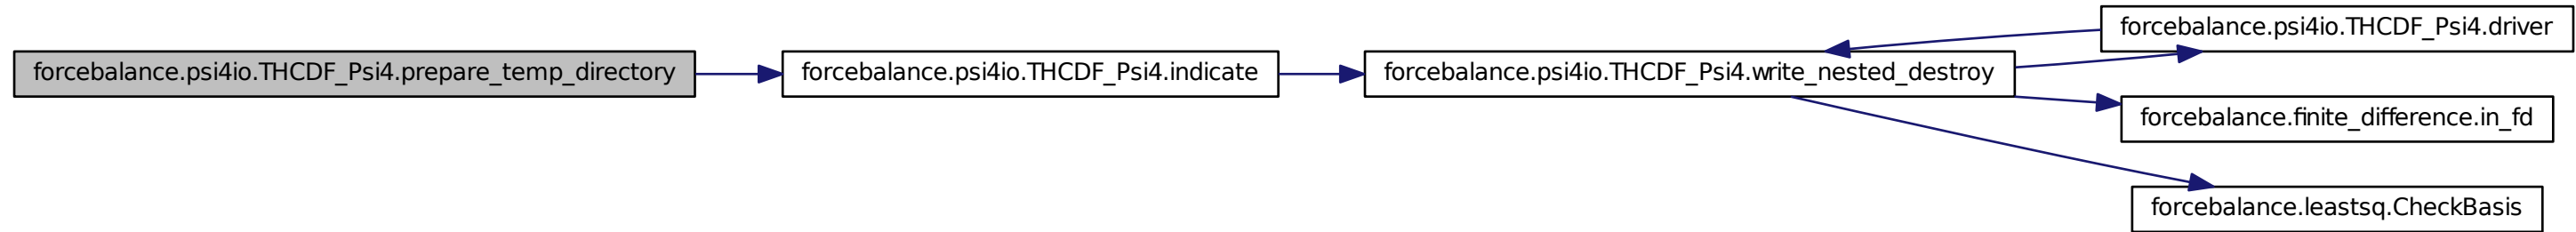 forcebalance.psi4io.THCDF_Psi4.prepare_temp_directory
forcebalance.psi4io.THCDF_Psi4.indicate
forcebalance.psi4io.THCDF_Psi4.write_nested_destroy
forcebalance.psi4io.THCDF_Psi4.driver
forcebalance.finite_difference.in_fd
forcebalance.leastsq.CheckBasis